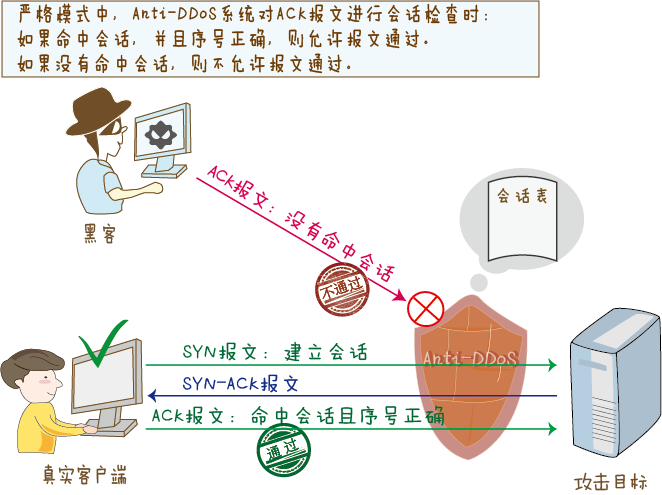 严格模式中，Anti-DDoS系统对ACK报文进行会话检查时：
如果命中会话，并且序号正确，则允许报文通过。
如果没有命中会话，则不允许报文通过。
黑客
ACK报文：没有命中会话
不通过
会话表
Anti-DDoS
SYN报文：建立会话
SYN-ACK报文
ACK报文：命中会话且序号正确
通过
真实客户端
攻击目标